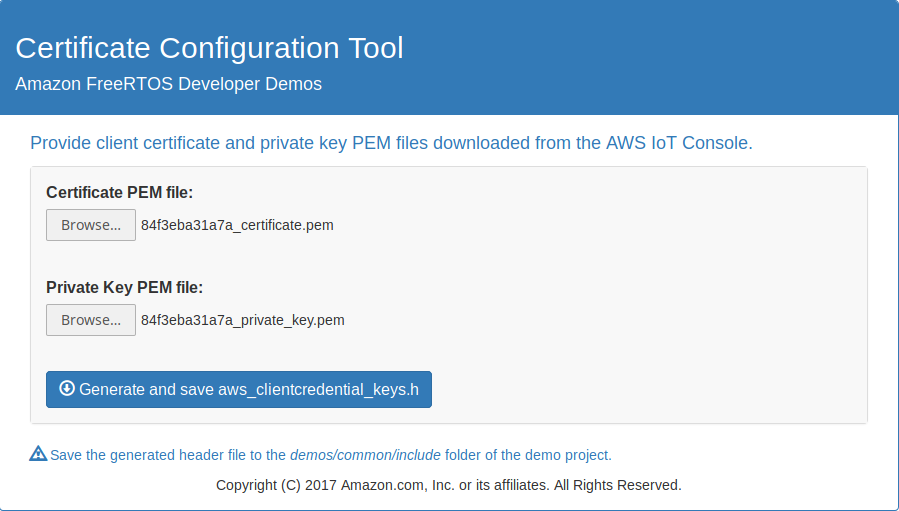 Certificate Configuration Tool
Amazon FreeRTOS Developer Demos
Provide client certificate and private key PEM files downloaded from the AWS IoT Console.
Certificate PEM file:
Browse... 84f3eba31a7a_certificate.pem
Private Key PEM file:
Browse... 84f3eba31a7a_private_key.pem
Generate and save aws_clientcredential_keys.h
Save the generated header file to the demos/common/include folder of the demo project.
Copyright (C) 2017 Amazon.com, Inc. or its affiliates. All Rights Reserved.